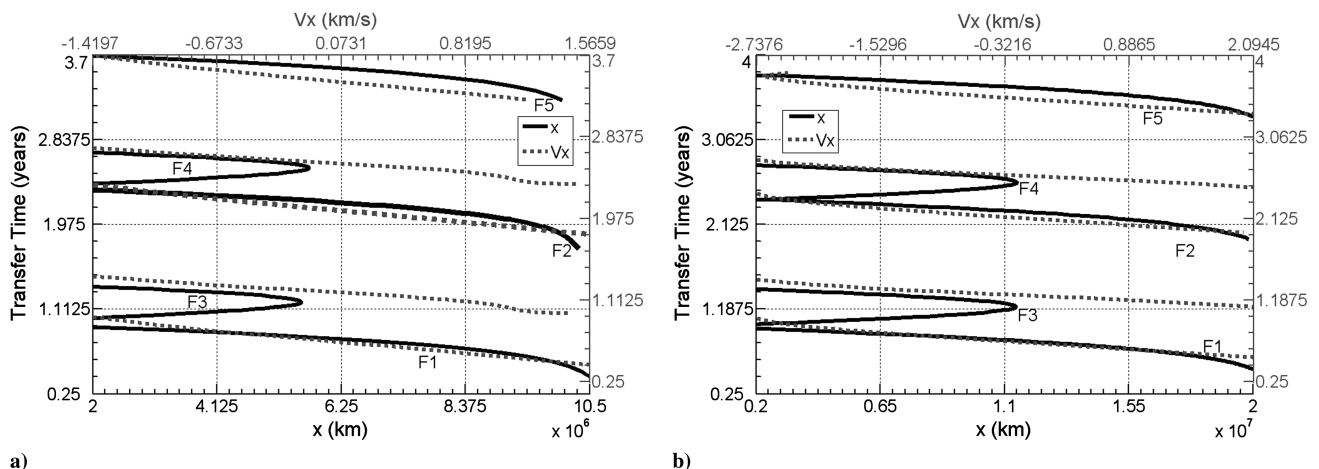 Vx (km/s)
-1.4197 -0.6733 0.0731 0.8195 1.5659
3.7 3.7
F5
x
Vx
2.8375 2.8375
F4
1.975 1.975
F2
1.1125 1.1125
F3
F1
0.25 0.25
Transfer Time (years)
2 4.125 6.25 8.375 10.5
x (km) x 10^6
a)
Vx (km/s)
-2.7376 -1.5296 -0.3216 0.8865 2.0945
4 4
x
F5
Vx
3.0625 3.0625
F4
2.125 2.125
F2
1.1875 1.1875
F3
F1
0.25 0.25
Transfer Time (years)
0.2 0.65 1.1 1.55 2
x (km) x 10^7
b)